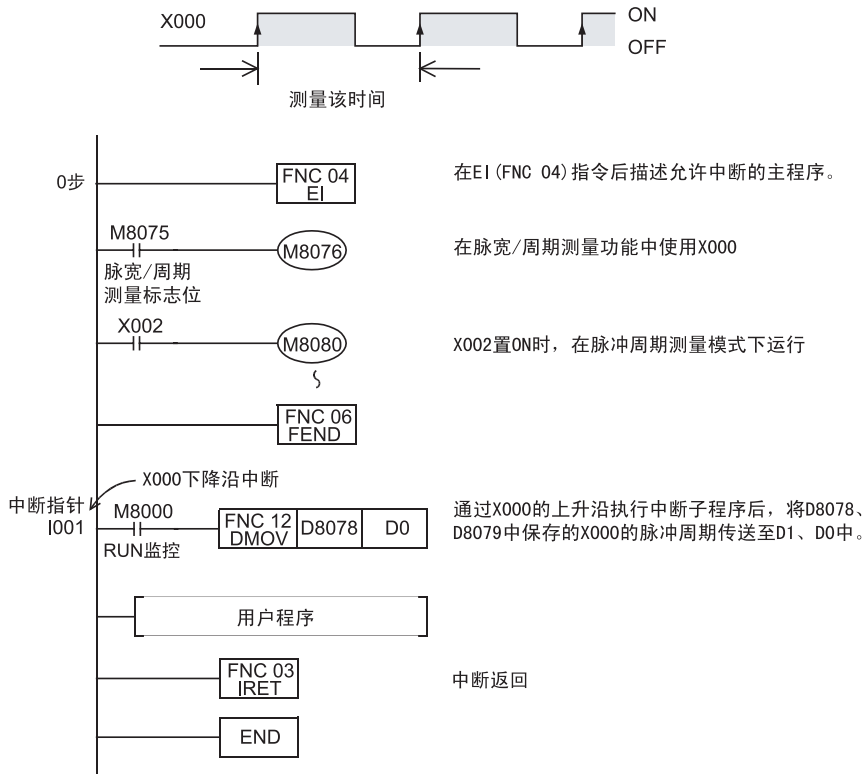 X000
ON
OFF
测量该时间
0步
FNC 04
EI
在EI(FNC 04)指令后描述允许中断的主程序。
M8075
M8076
在脉宽/周期测量功能中使用X000
脉宽/周期
测量标志位
X002
M8080
X002置ON时，在脉冲周期测量模式下运行
FNC 06
FEND
X000下降沿中断
中断指针
I001
M8000
RUN监控
FNC 12
DMOV
D8078
D0
通过X000的上升沿执行中断子程序后，将D8078、
D8079中保存的X000的脉冲周期传送至D1、D0中。
用户程序
FNC 03
IRET
中断返回
END